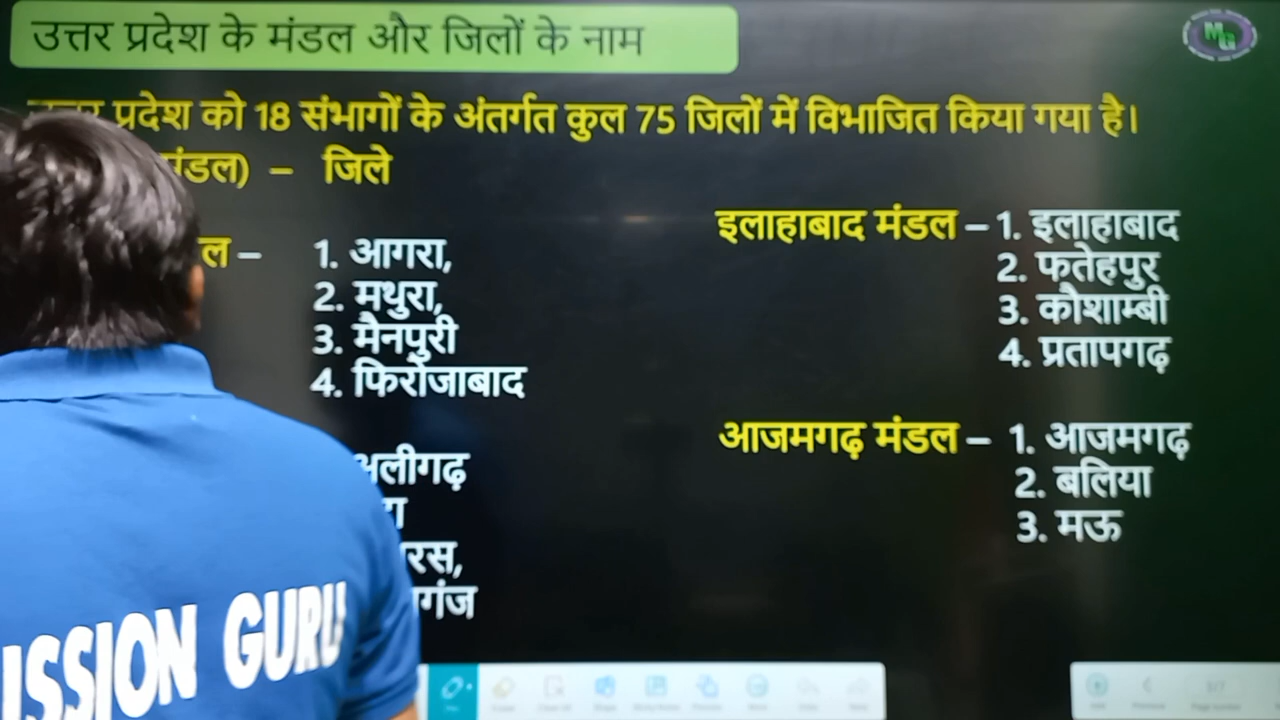 उत्तर प्रदेश के मंडल और जिलों के नाम
MG
प्रदेश को 18 संभागों के अंतर्गत कुल 75 जिलों में विभाजित किया गया है।
मंडल) – जिले
ल – 1. आगरा,
2. मथुरा,
3. मैनपुरी
4. फिरोजाबाद
अलीगढ़
रस,
गंज
इलाहाबाद मंडल – 1. इलाहाबाद
2. फतेहपुर
3. कौशाम्बी
4. प्रतापगढ़
आजमगढ़ मंडल – 1. आजमगढ़
2. बलिया
3. मऊ
ISSION GURU